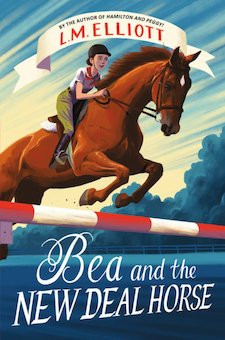 BY THE AUTHOR OF HAMILTON AND PEGGY!
L.M. ELLIOTT
Bea and the
NEW DEAL HORSE